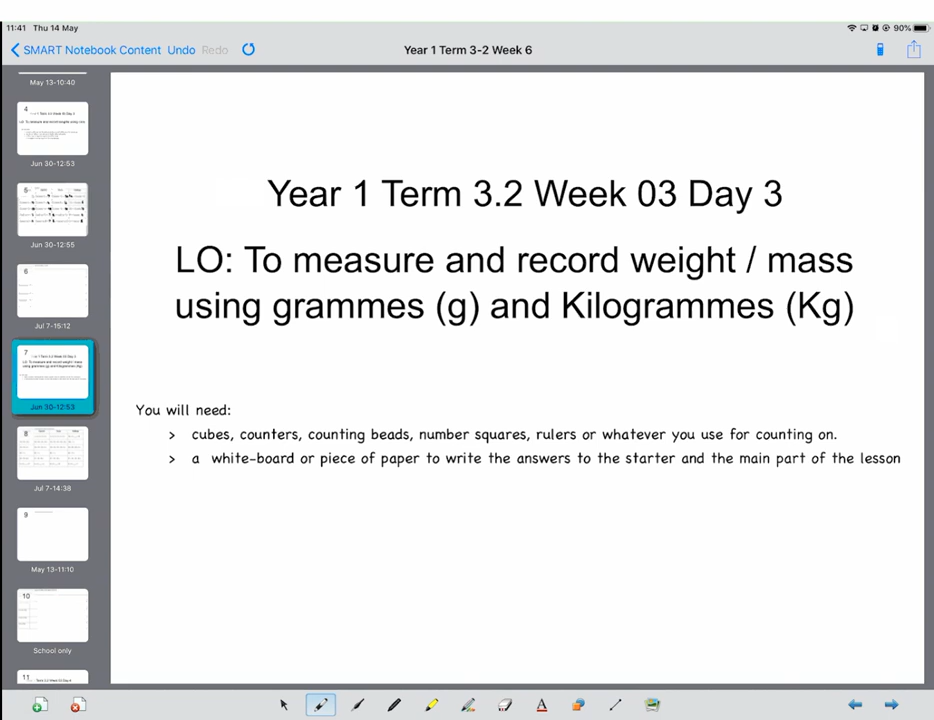 11:41 Thu 14 May
90%
SMART Notebook Content Undo Redo
Year 1 Term 3-2 Week 6
May 13-10:40
4
Jun 30-12:53
5
Jun 30-12:55
6
Jul 7-15:12
7
Jun 30-12:53
8
Jul 7-14:38
9
May 13-11:10
10
School only
11
Year 1 Term 3.2 Week 03 Day 3
LO: To measure and record weight / mass
using grammes (g) and Kilogrammes (Kg)
You will need:
> cubes, counters, counting beads, number squares, rulers or whatever you use for counting on.
> a white-board or piece of paper to write the answers to the starter and the main part of the lesson
A